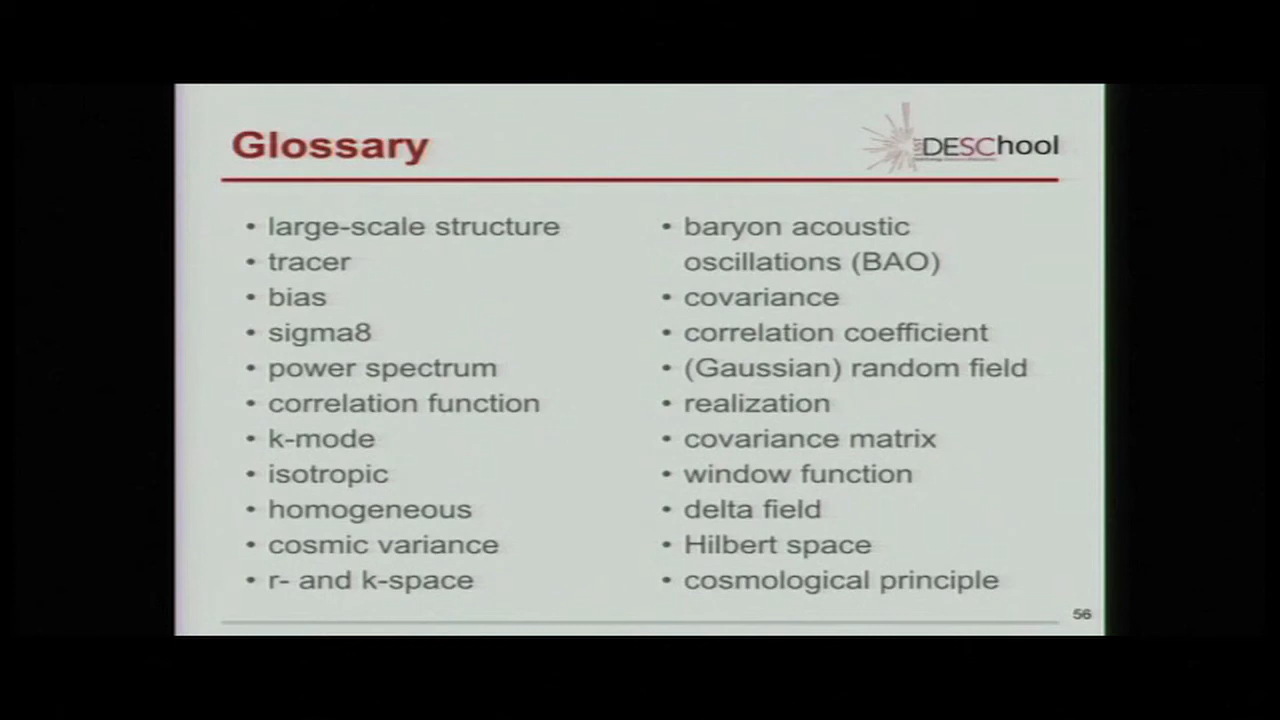 Glossary
DESChool
• large-scale structure
• tracer
• bias
• sigma8
• power spectrum
• correlation function
• k-mode
• isotropic
• homogeneous
• cosmic variance
• r- and k-space
• baryon acoustic
oscillations (BAO)
• covariance
• correlation coefficient
• (Gaussian) random field
• realization
• covariance matrix
• window function
• delta field
• Hilbert space
• cosmological principle
56